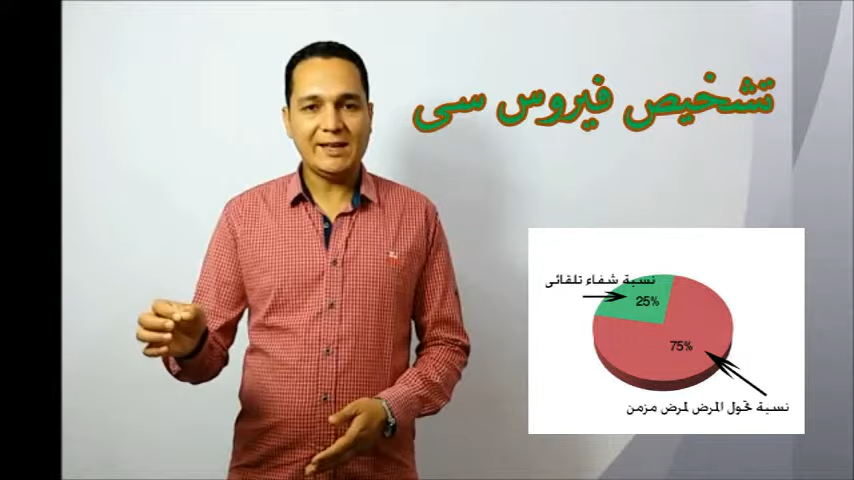 تشخيص فيروس سى
نسبة شفاء تلقائى
25%
75%
نسبة تحول المرض لمرض مزمن